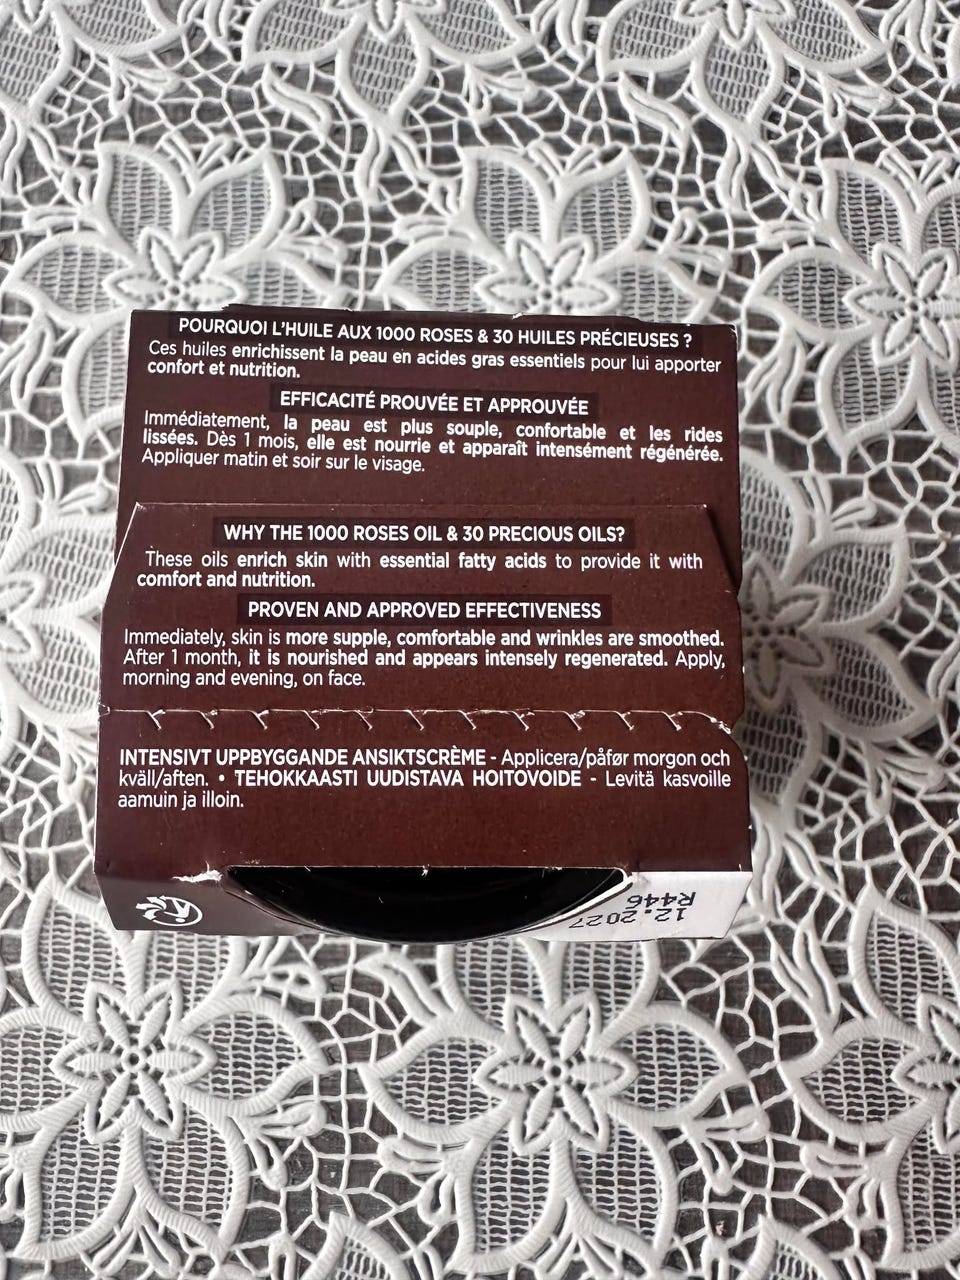 POURQUOI L'HUILE AUX 1000 ROSES & 30 HUILES PRÉCIEUSES ?
Ces huiles enrichissent la peau en acides gras essentiels pour lui apporter
confort et nutrition.
EFFICACITÉ PROUVÉE ET APPROUVÉE
Immédiatement, la peau est plus souple, confortable et les rides
lissées. Dès 1 mois, elle est nourrie et apparaît intensément régénérée.
Appliquer matin et soir sur le visage.
WHY THE 1000 ROSES OIL & 30 PRECIOUS OILS?
These oils enrich skin with essential fatty acids to provide it with
comfort and nutrition.
PROVEN AND APPROVED EFFECTIVENESS
Immediately, skin is more supple, comfortable and wrinkles are smoothed.
After 1 month, it is nourished and appears intensely regenerated. Apply,
morning and evening, on face.
INTENSIVT UPPBYGGANDE ANSIKTSCRÈME - Applicera/påfør morgon och
kväll/aften. • TEHOKKAASTI UUDISTAVA HOITOVOIDE - Levitä kasvoille
aamuin ja illoin.
12.2027
R446